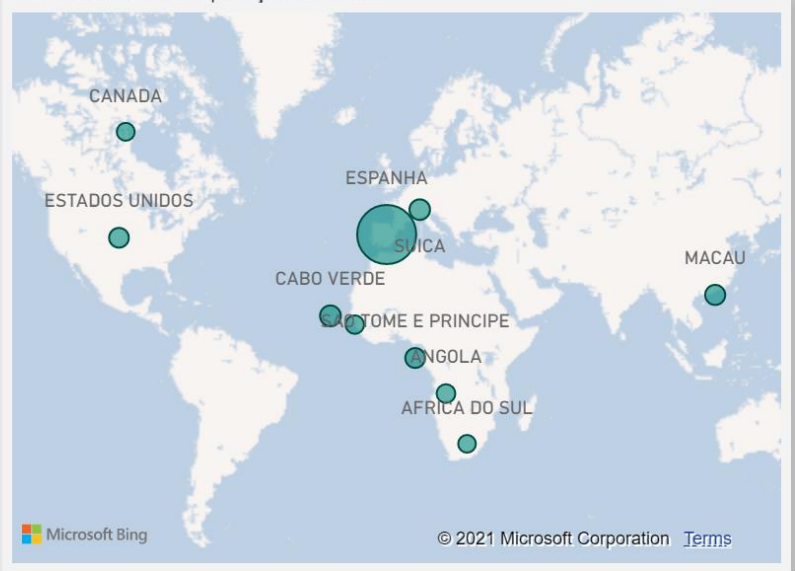 CANADA
ESPANHA
ESTADOS UNIDOS
SUICA
MACAU
CABO VERDE
SAO TOME E PRINCIPE
ANGOLA
AFRICA DO SUL
Microsoft Bing
© 2021 Microsoft Corporation Terms